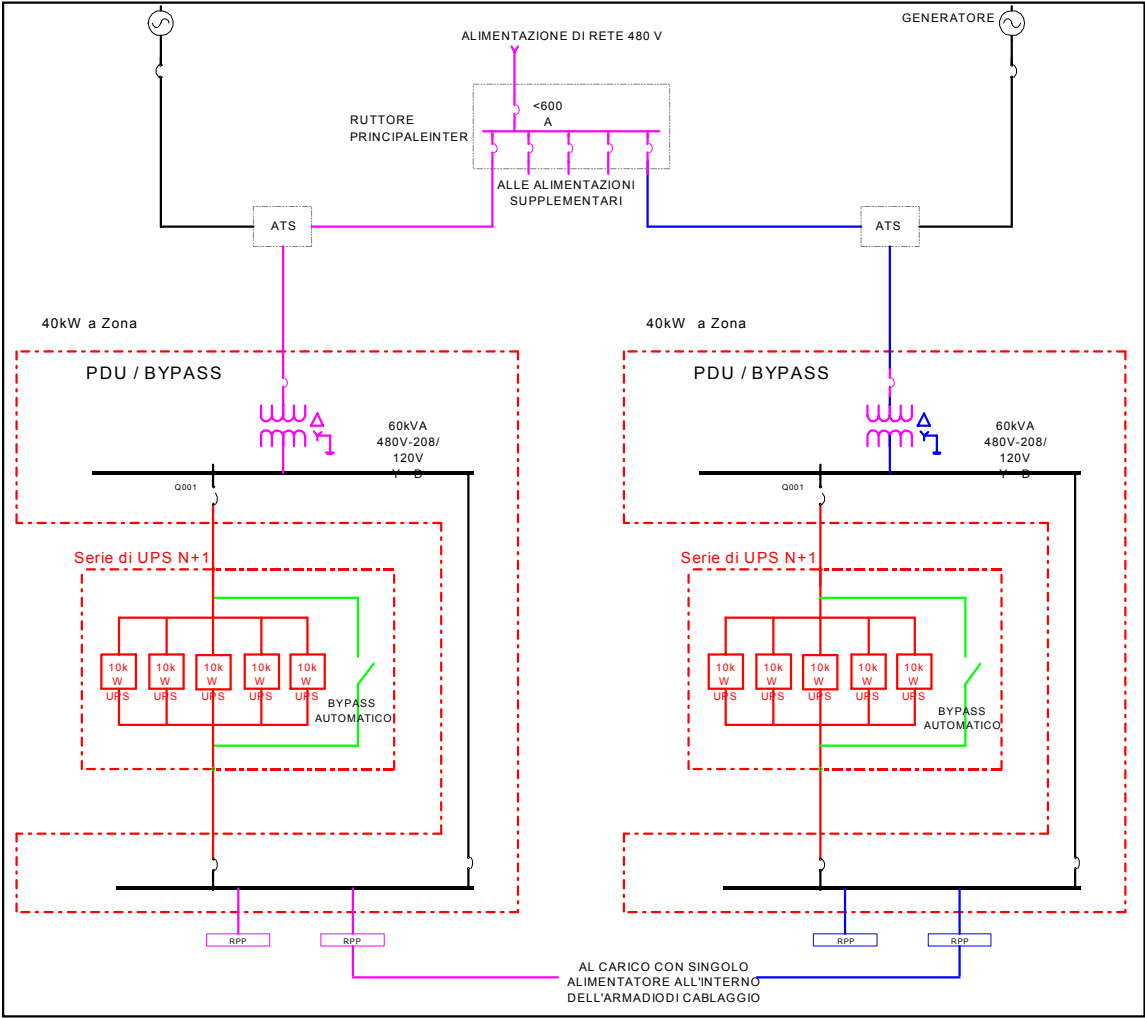 GENERATORE
ALIMENTAZIONE DI RETE 480 V
<600
A
RUTTORE
PRINCIPALEINTER
ALLE ALIMENTAZIONI
SUPPLEMENTARI
ATS
ATS
40kW a Zona
40kW a Zona
PDU / BYPASS
60kVA
480V-208/
120V
Y D
Q001
PDU / BYPASS
60kVA
480V-208/
120V
Y D
Q001
Serie di UPS N+1
10k
W
UPS
10k
W
UPS
10k
W
UPS
10k
W
UPS
10k
W
UPS
BYPASS
AUTOMATICO
Serie di UPS N+1
10k
W
UPS
10k
W
UPS
10k
W
UPS
10k
W
UPS
10k
W
UPS
BYPASS
AUTOMATICO
RPP
RPP
RPP
RPP
AL CARICO CON SINGOLO
ALIMENTATORE ALL'INTERNO
DELL'ARMADIODI CABLAGGIO